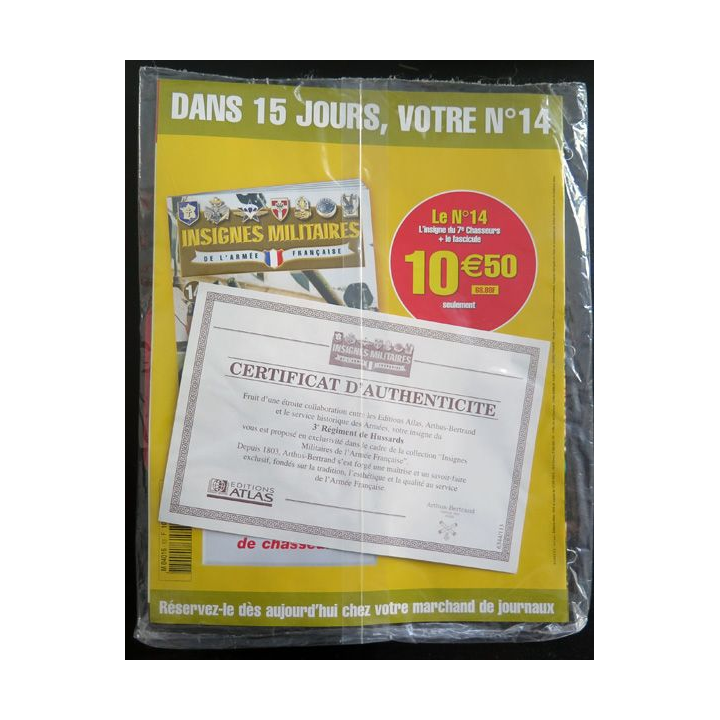 DANS 15 JOURS, VOTRE N°14
INSIGNES MILITAIRES
DE L'ARMÉE FRANÇAISE
14
Le N°14
L'insigne du 7e Chasseurs
+ le fascicule
10€50
68.88F
seulement
INSIGNES MILITAIRES
CERTIFICAT D'AUTHENTICITE
Fruit d'une étroite collaboration entre les Editions Atlas, Arthus-Bertrand
et le service historique des Armées, votre insigne du
3e Régiment de Hussards
vous est proposé en exclusivité dans le cadre de la collection "Insignes
Militaires de l'Armée Française".
Depuis 1803, Arthus-Bertrand s'est forgé une maîtrise et un savoir-faire
exclusif, fondés sur la tradition, l'esthétique et la qualité au service
de l'Armée Française.
EDITIONS
ATLAS
Arthus-Bertrand
de chasseu
Réservez-le dès aujourd'hui chez votre marchand de journaux